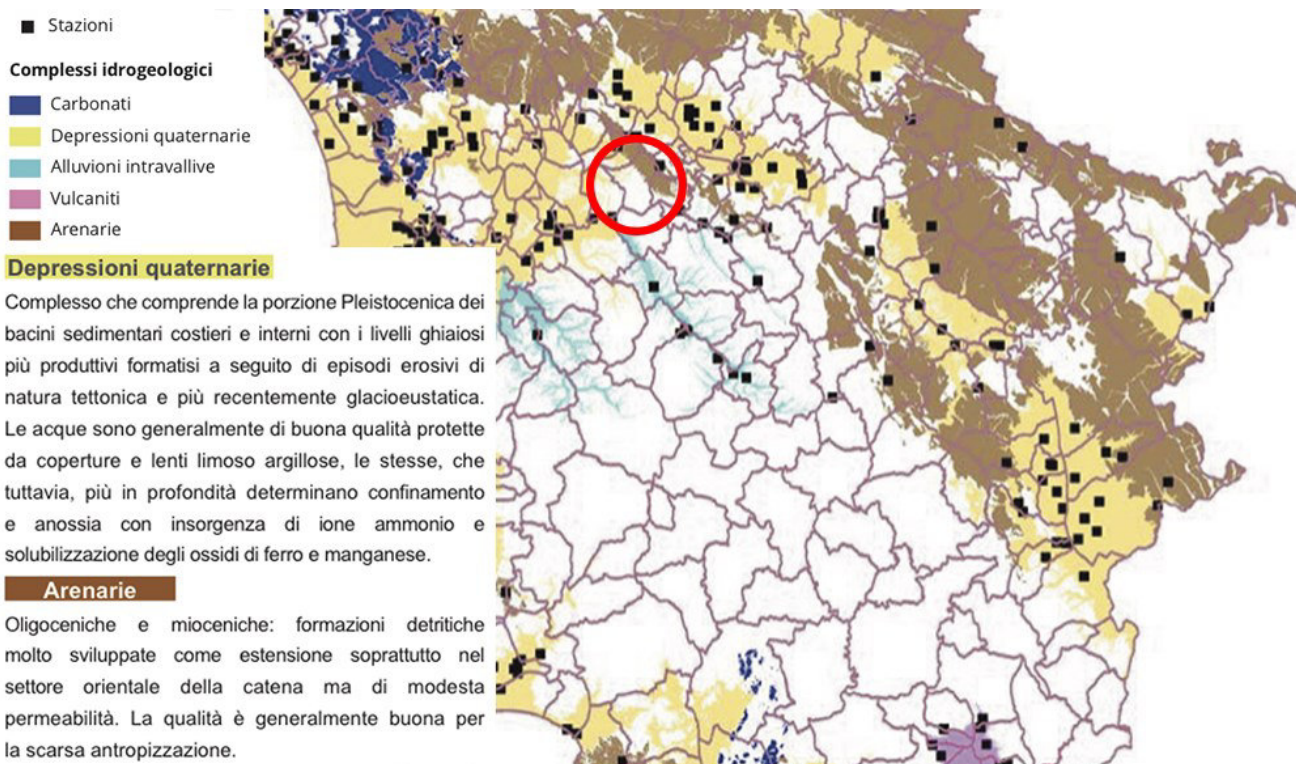 Stazioni
Complessi idrogeologici
Carbonati
Depressioni quaternarie
Alluvioni intravallive
Vulcaniti
Arenarie
Depressioni quaternarie
Complesso che comprende la porzione Pleistocenica dei
bacini sedimentari costieri e interni con i livelli ghiaiosi
più produttivi formatisi a seguito di episodi erosivi di
natura tettonica e più recentemente glacioeustatica.
Le acque sono generalmente di buona qualità protette
da coperture e lenti limoso argillose, le stesse, che
tuttavia, più in profondità determinano confinamento
e anossia con insorgenza di ione ammonio e
solubilizzazione degli ossidi di ferro e manganese.
Arenarie
Oligoceniche e mioceniche: formazioni detritiche
molto sviluppate come estensione soprattutto nel
settore orientale della catena ma di modesta
permeabilità. La qualità è generalmente buona per
la scarsa antropizzazione.